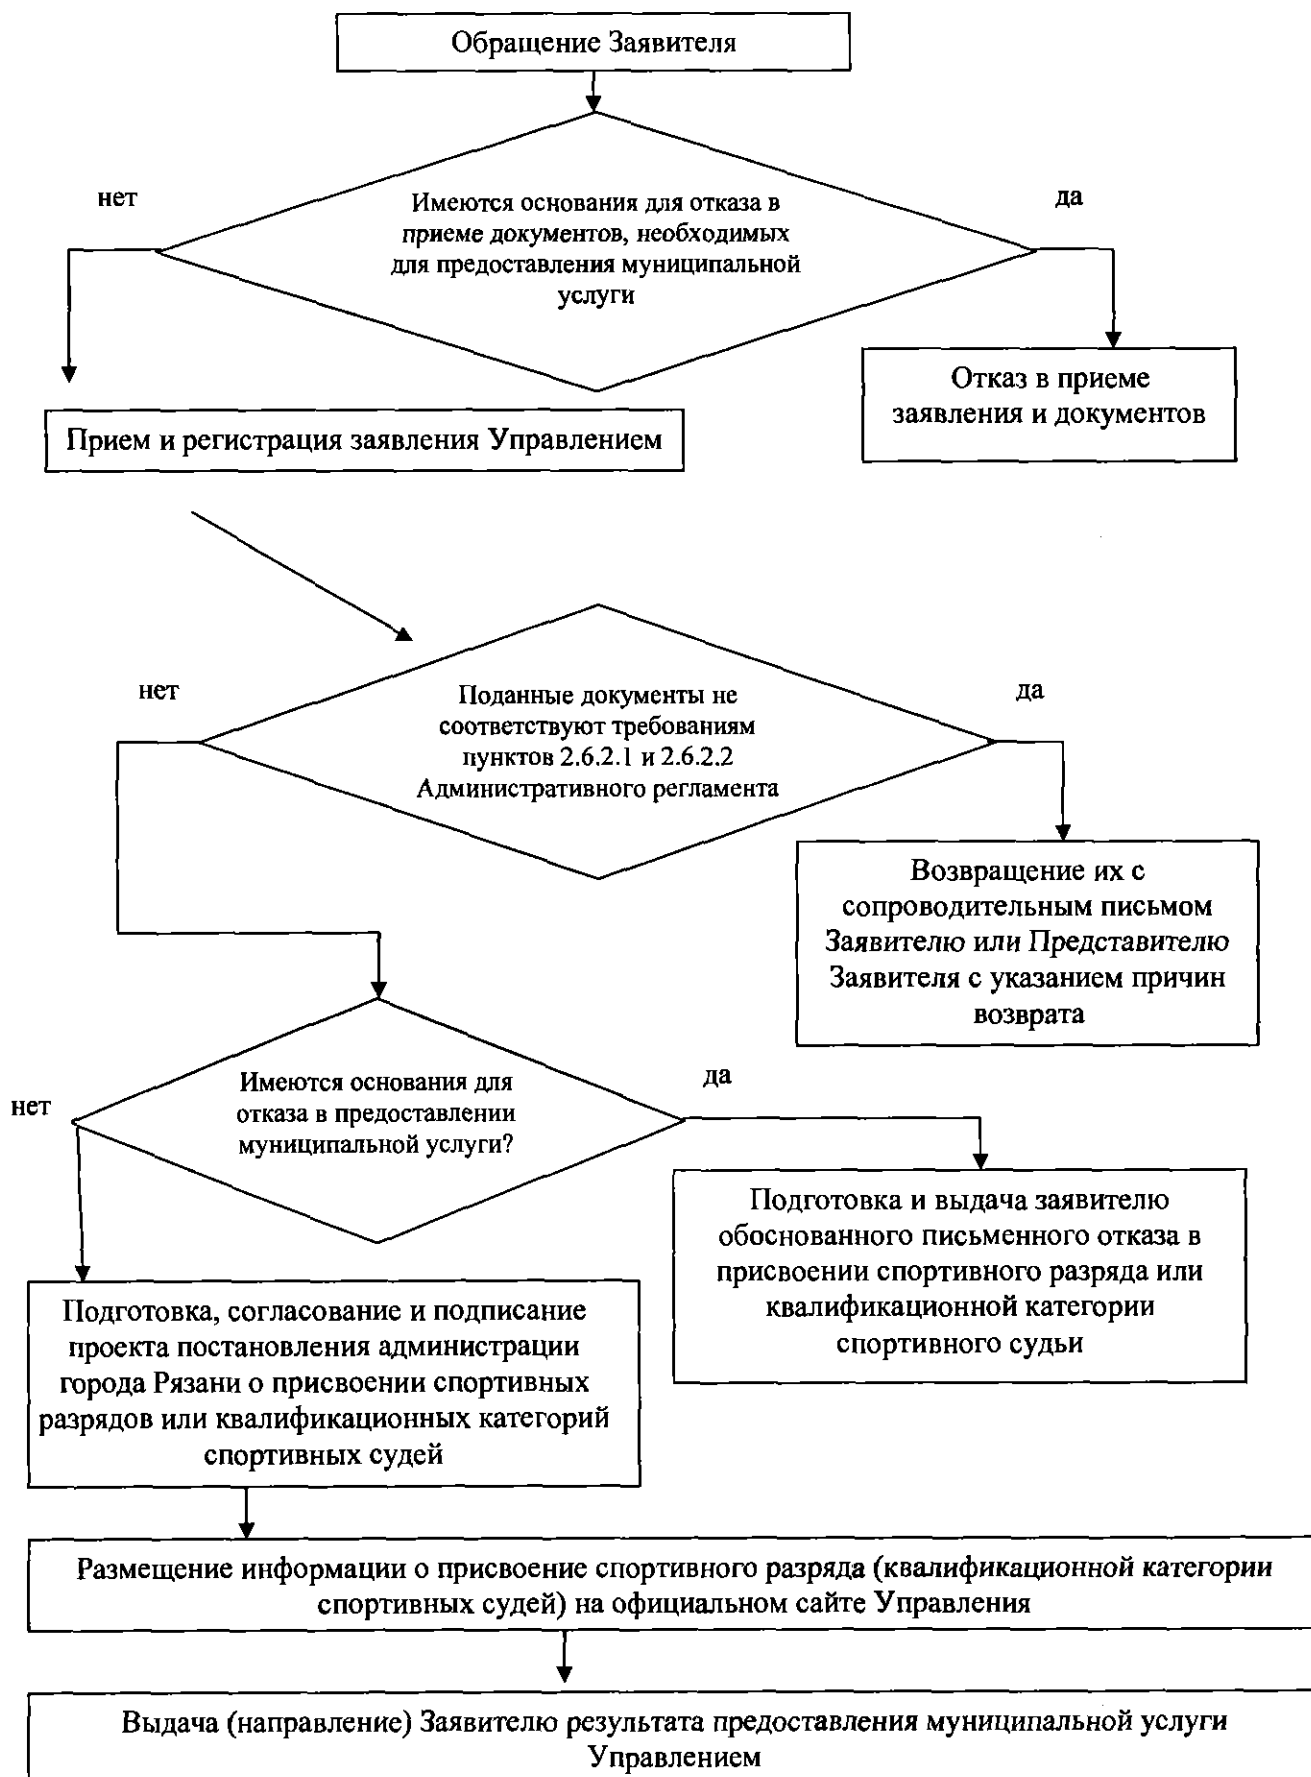 Обращение Заявителя
нет
да
Имеются основания для отказа в
приеме документов, необходимых
для предоставления муниципальной
услуги
Отказ в приеме
заявления и документов
Прием и регистрация заявления Управлением
нет
да
Поданные документы не
соответствуют требованиям
пунктов 2.6.2.1 и 2.6.2.2
Административного регламента
Возвращение их с
сопроводительным письмом
Заявителю или Представителю
Заявителя с указанием причин
возврата
нет
да
Имеются основания для
отказа в предоставлении
муниципальной услуги?
Подготовка и выдача заявителю
обоснованного письменного отказа в
присвоении спортивного разряда или
квалификационной категории
спортивного судьи
Подготовка, согласование и подписание
проекта постановления администрации
города Рязани о присвоении спортивных
разрядов или квалификационных категорий
спортивных судей
Размещение информации о присвоение спортивного разряда (квалификационной категории
спортивных судей) на официальном сайте Управления
Выдача (направление) Заявителю результата предоставления муниципальной услуги
Управлением